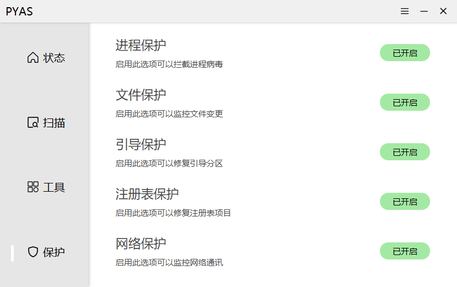 PYAS
状态
扫描
工具
保护
进程保护
启用此选项可以拦截进程病毒
已开启
文件保护
启用此选项可以监控文件变更
已开启
引导保护
启用此选项可以修复引导分区
已开启
注册表保护
启用此选项可以修复注册表项目
已开启
网络保护
启用此选项可以监控网络通讯
已开启